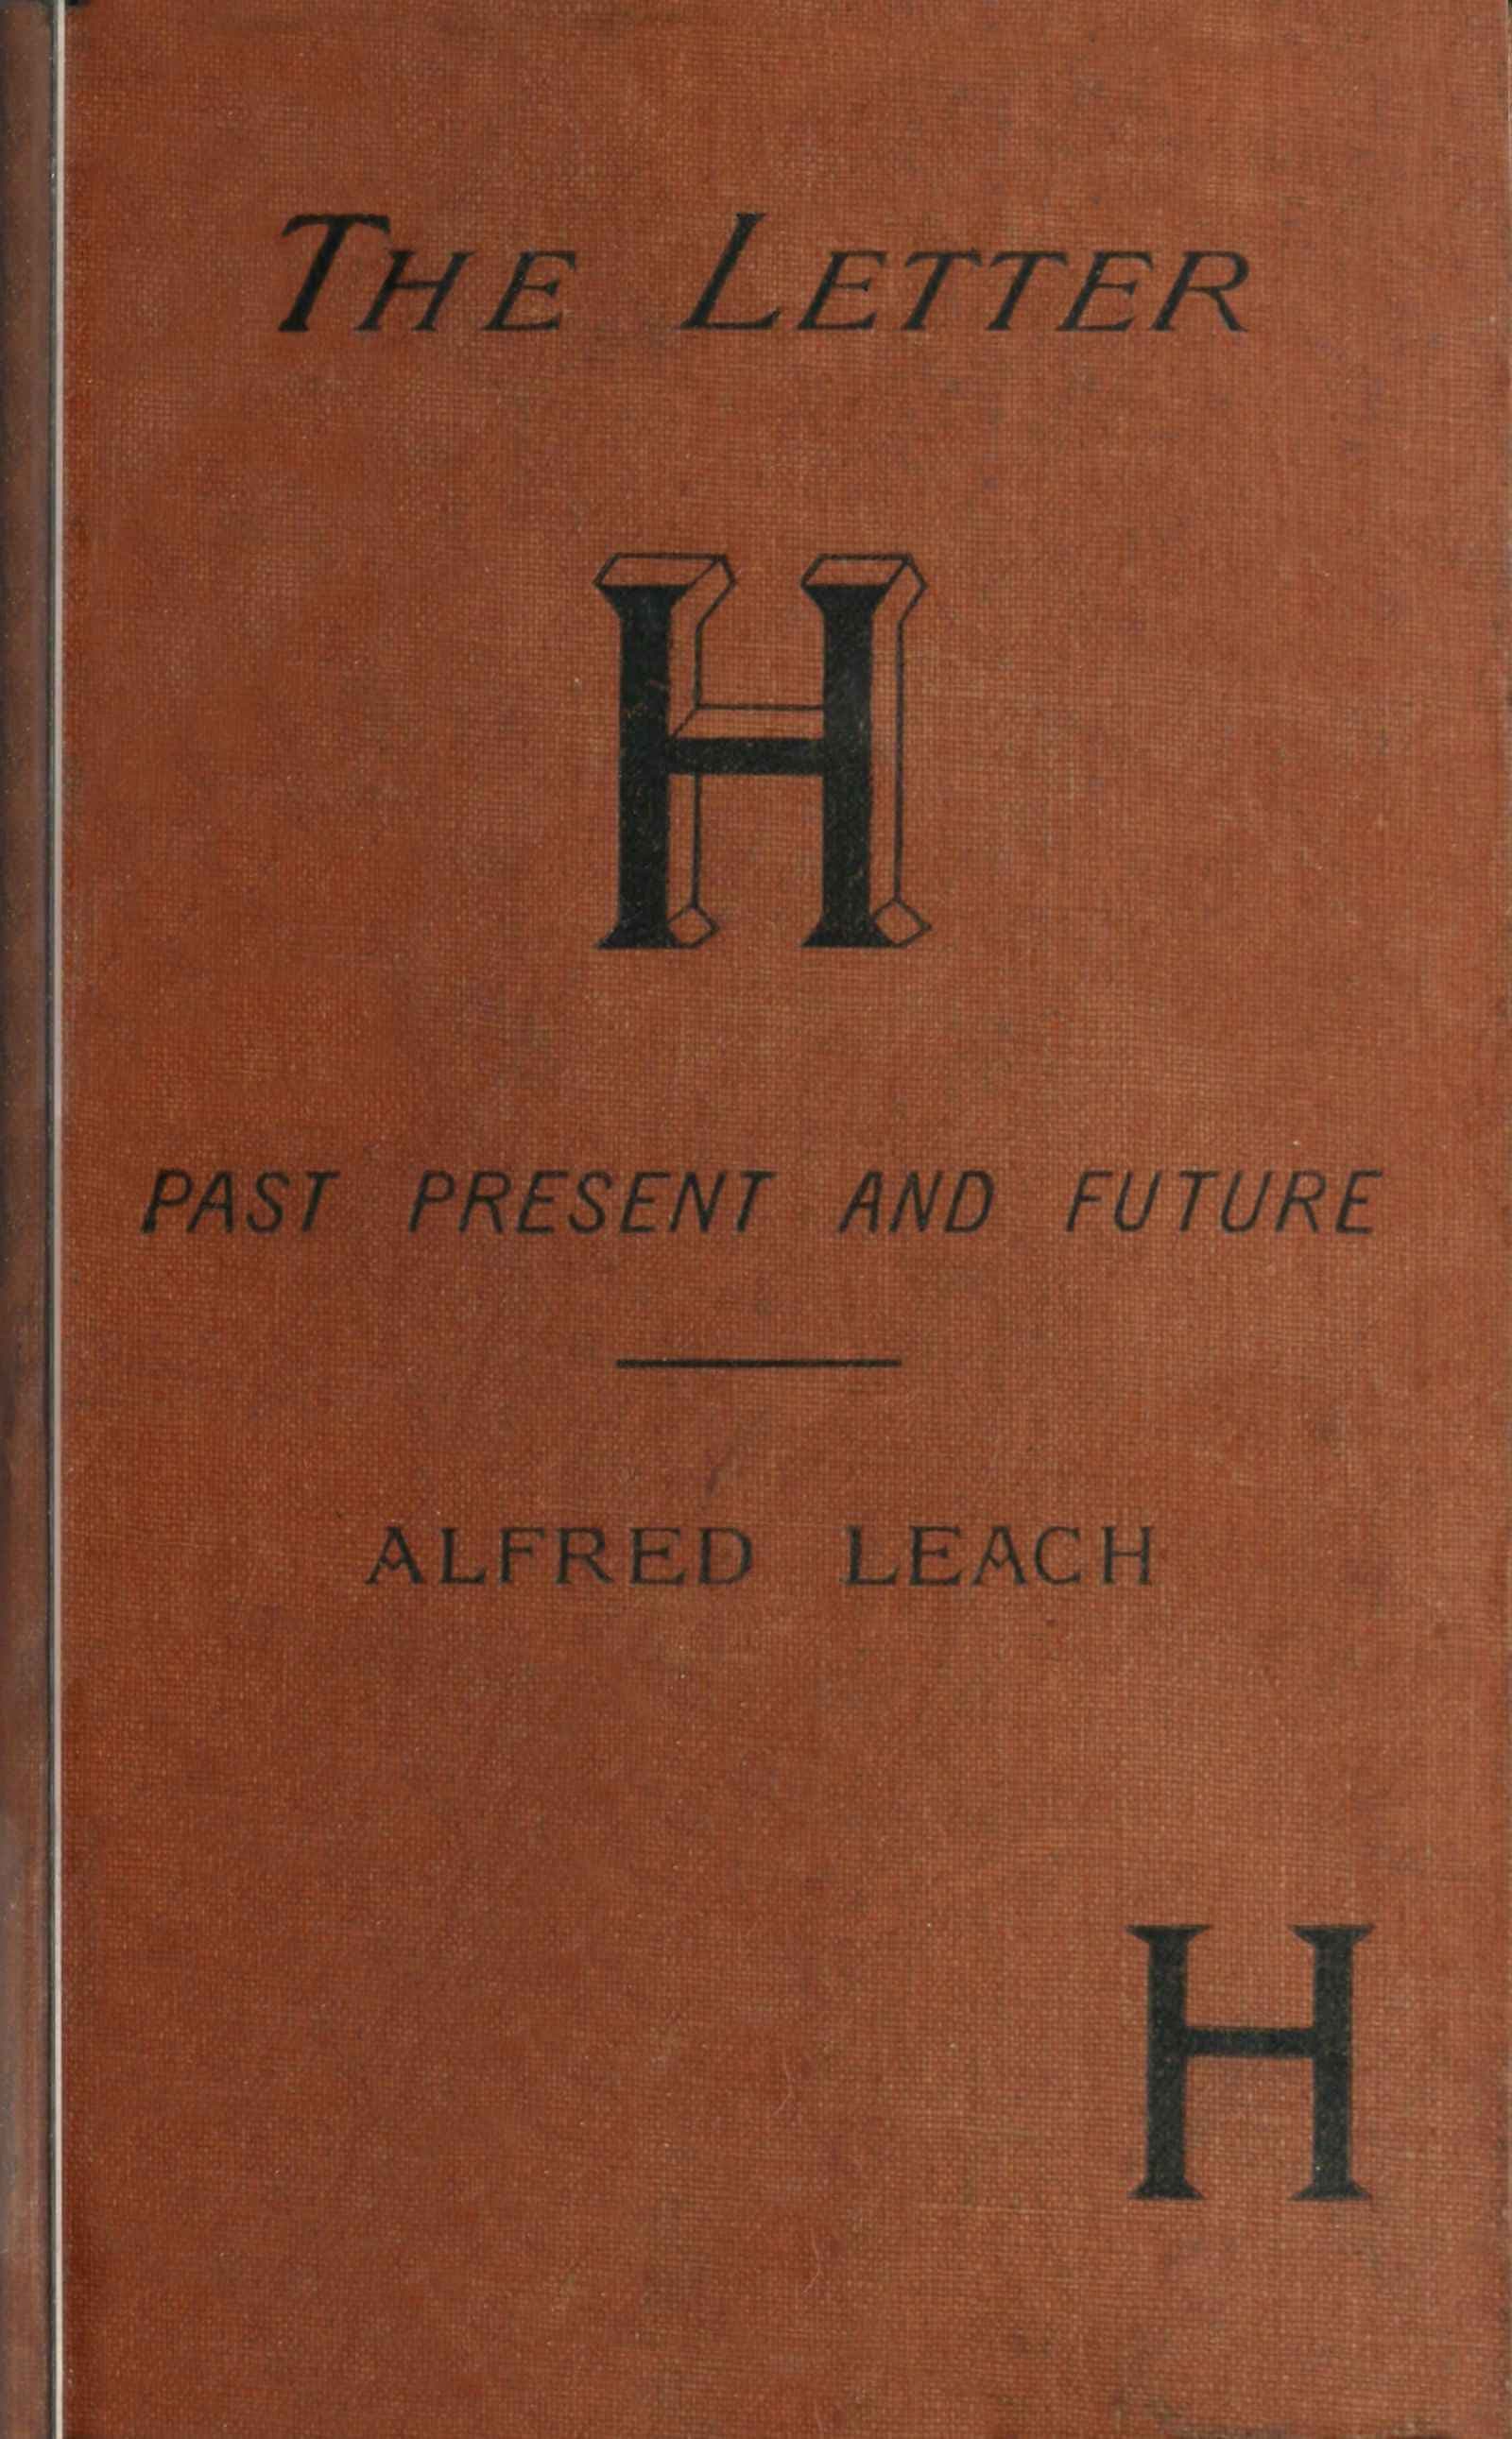 THE LETTER
H
PAST PRESENT AND FUTURE
ALFRED LEACH
H